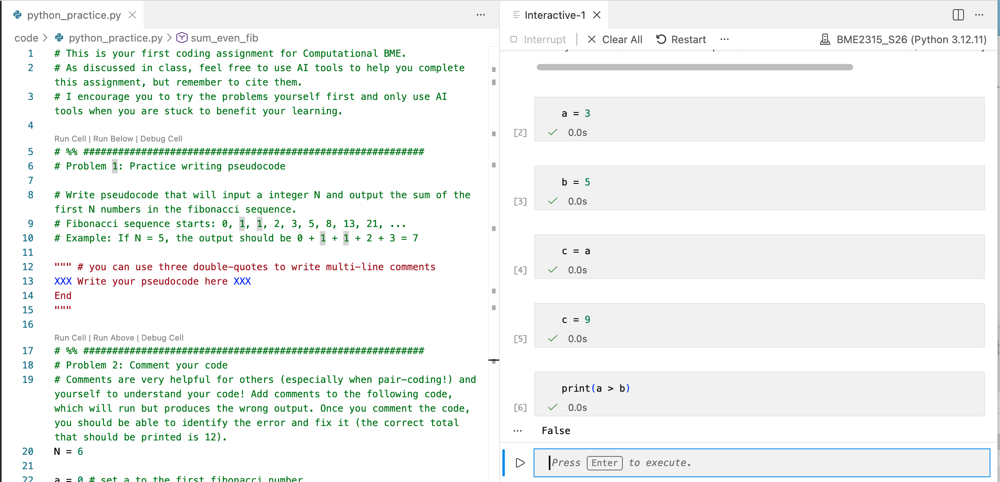 python_practice.py
code > python_practice.py > sum_even_fib
1 # This is your first coding assignment for Computational BME.
2 # As discussed in class, feel free to use AI tools to help you complete
this assignment, but remember to cite them.
3 # I encourage you to try the problems yourself first and only use AI
tools when you are stuck to benefit your learning.
4
Run Cell | Run Below | Debug Cell
5 # %% ###########################################################
6 # Problem 1: Practice writing pseudocode
7
8 # Write pseudocode that will input a integer N and output the sum of the
first N numbers in the fibonacci sequence.
9 # Fibonacci sequence starts: 0, 1, 1, 2, 3, 5, 8, 13, 21, ...
10 # Example: If N = 5, the output should be 0 + 1 + 1 + 2 + 3 = 7
11
12 """ # you can use three double-quotes to write multi-line comments
13 XXX Write your pseudocode here XXX
14 End
15 """
16
Run Cell | Run Above | Debug Cell
17 # %% ###########################################################
18 # Problem 2: Comment your code
19 # Comments are very helpful for others (especially when pair-coding!) and
yourself to understand your code! Add comments to the following code,
which will run but produces the wrong output. Once you comment the code,
you should be able to identify the error and fix it (the correct total
that should be printed is 12).
20 N = 6
21
22 a = 0 # set a to the first fibonacci number
Interactive-1
Interrupt | Clear All Restart ... BME2315_S26 (Python 3.12.11)
a = 3
[2] 0.0s
b = 5
[3] 0.0s
c = a
[4] 0.0s
c = 9
[5] 0.0s
print(a > b)
[6] 0.0s
... False
Press Enter to execute.